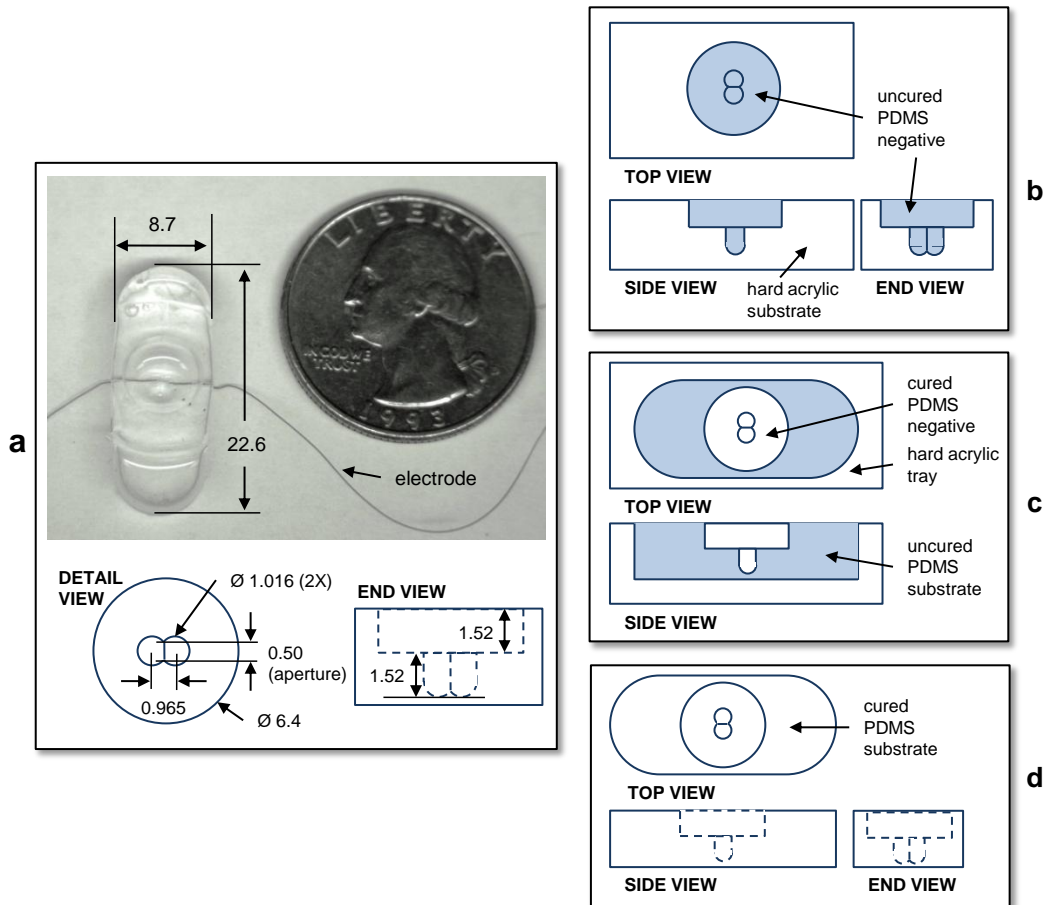 a
8.7
22.6
LIBERTY
IN GOD WE
TRUST
1993
electrode
DETAIL
VIEW
Ø 1.016 (2X)
0.50
(aperture)
0.965
Ø 6.4
END VIEW
1.52
1.52
b
uncured
PDMS
negative
TOP VIEW
SIDE VIEW
hard acrylic
substrate
END VIEW
c
cured
PDMS
negative
hard acrylic
tray
TOP VIEW
uncured
PDMS
substrate
SIDE VIEW
d
cured
PDMS
substrate
TOP VIEW
SIDE VIEW
END VIEW